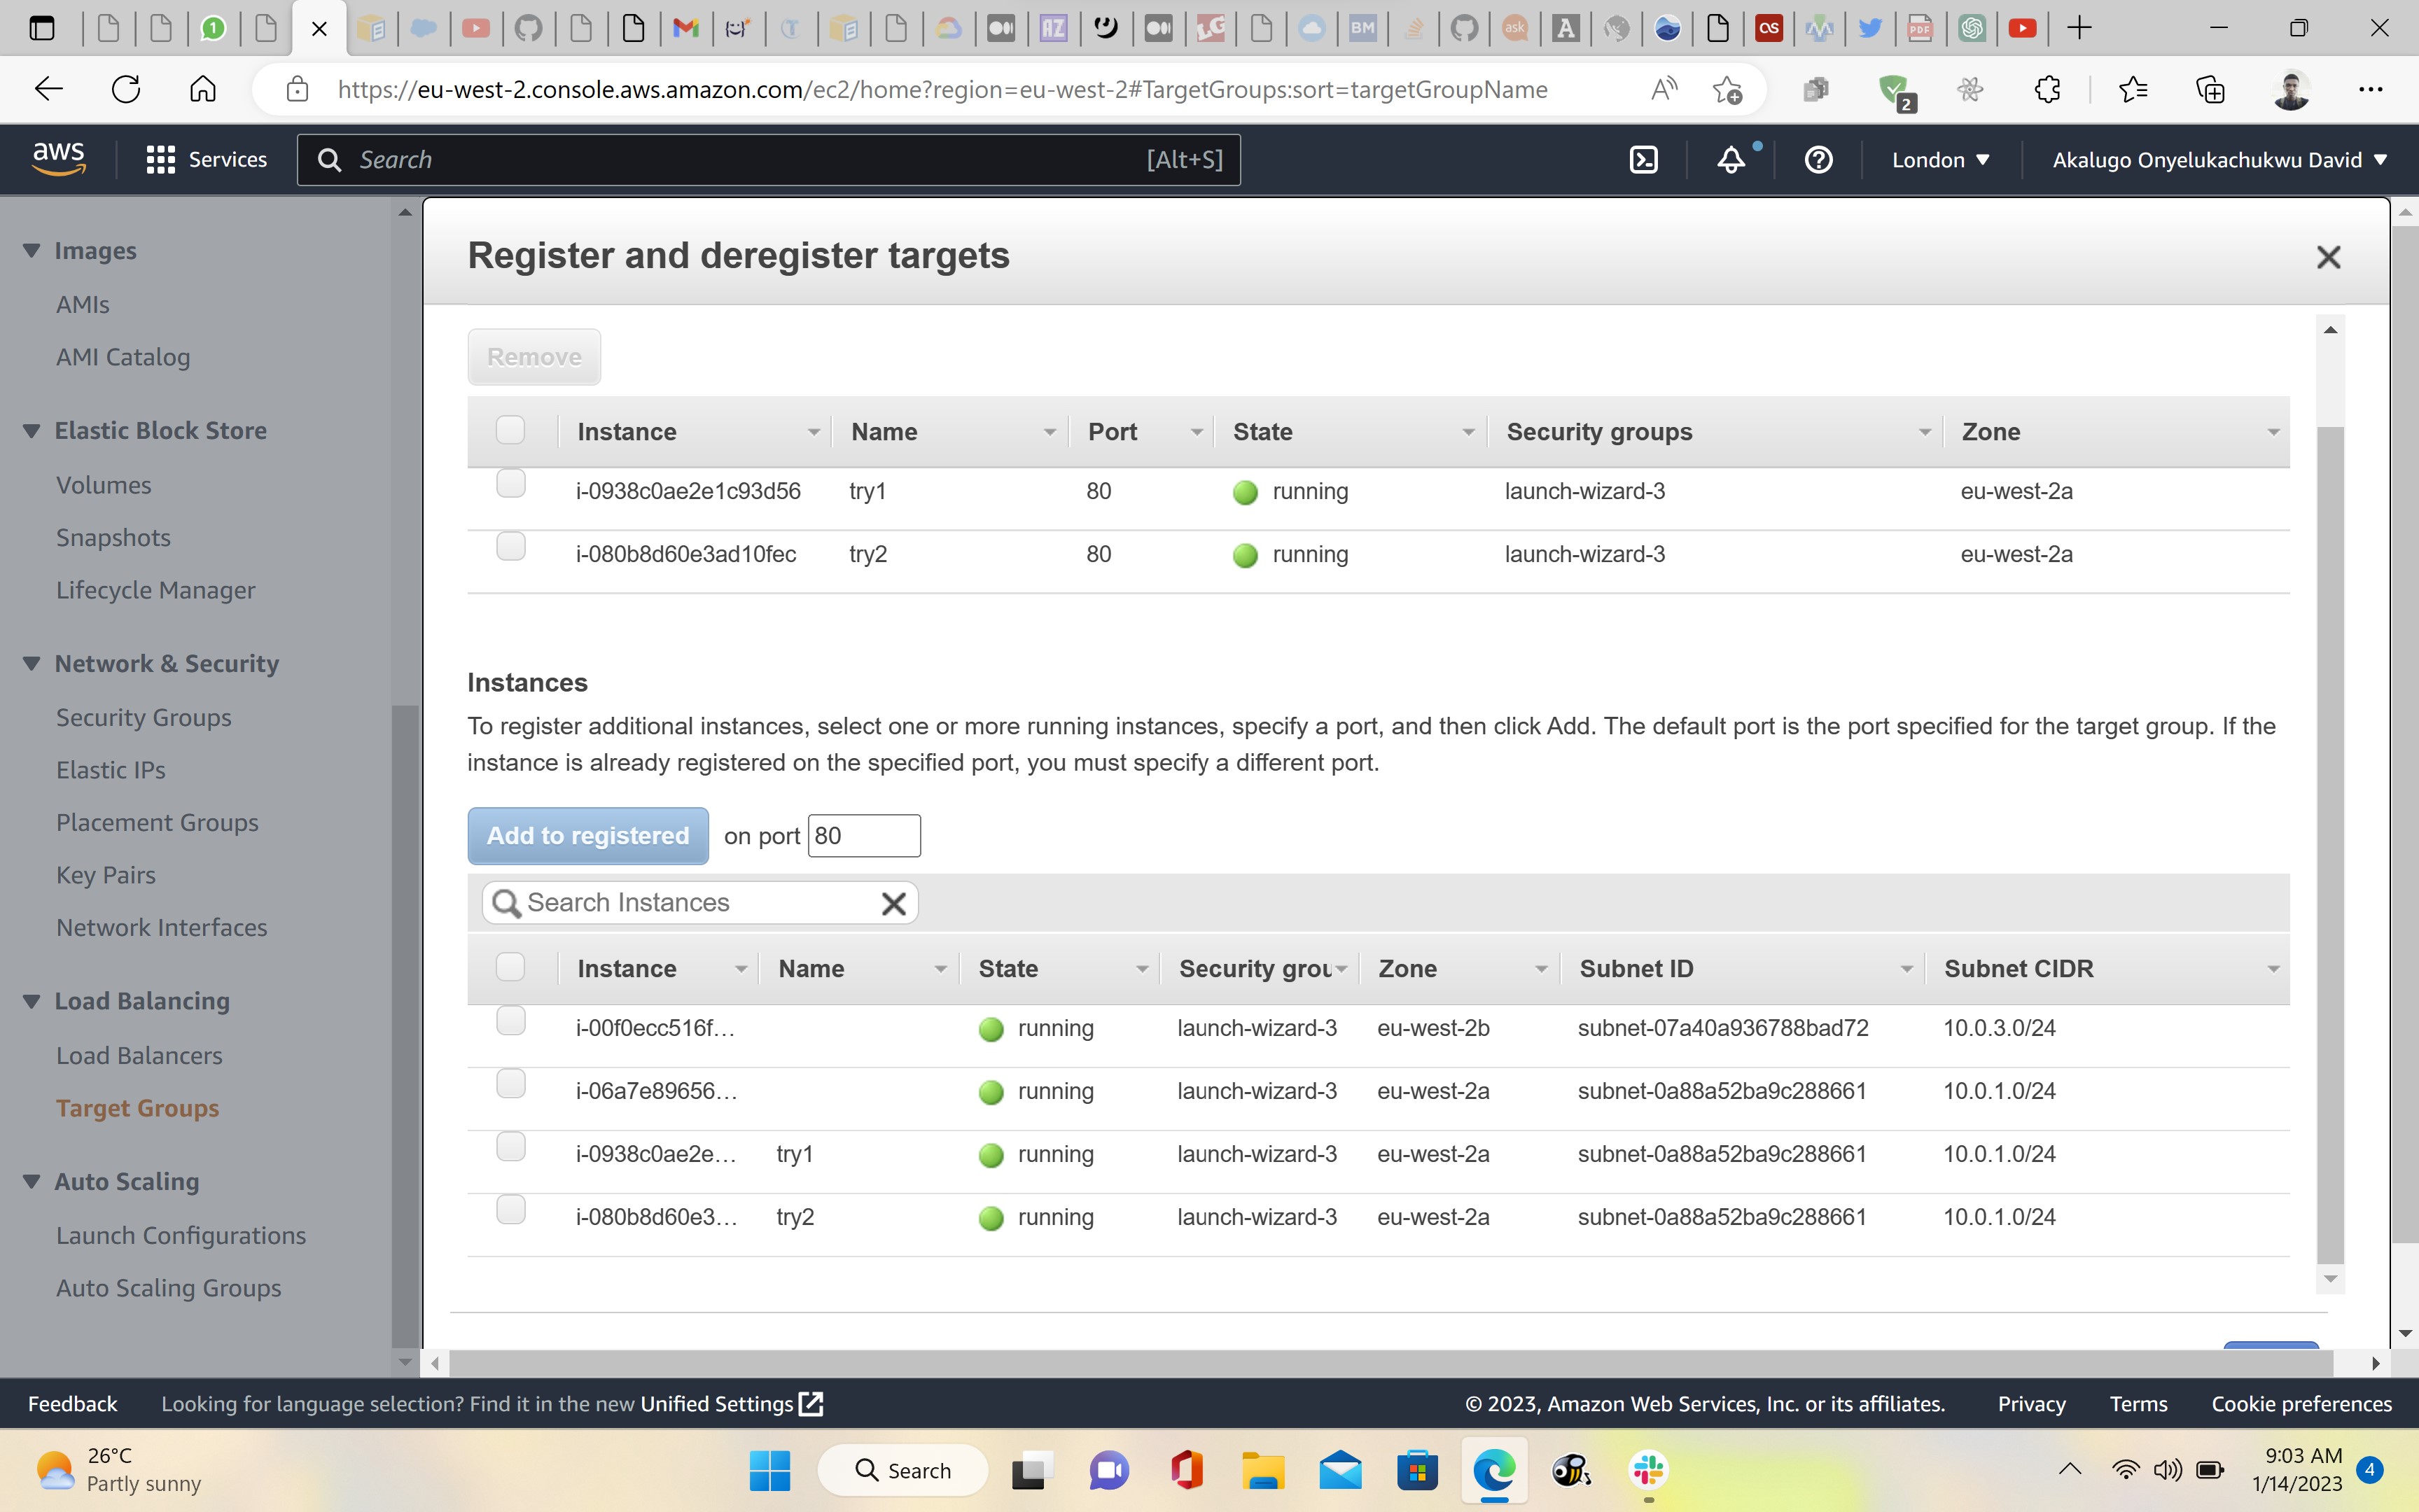 1
AZ
LG
BM
ask
A
CS
PDF
https://eu-west-2.console.aws.amazon.com/ec2/home?region=eu-west-2#TargetGroups:sort=targetGroupName
2
aws
Services
Search
[Alt+S]
London
Akalugo Onyelukachukwu David
Images
AMIs
AMI Catalog
Elastic Block Store
Volumes
Snapshots
Lifecycle Manager
Network & Security
Security Groups
Elastic IPs
Placement Groups
Key Pairs
Network Interfaces
Load Balancing
Load Balancers
Target Groups
Auto Scaling
Launch Configurations
Auto Scaling Groups
Register and deregister targets
Remove
Instance Name Port State Security groups Zone
i-0938c0ae2e1c93d56 try1 80 running launch-wizard-3 eu-west-2a
i-080b8d60e3ad10fec try2 80 running launch-wizard-3 eu-west-2a
Instances
To register additional instances, select one or more running instances, specify a port, and then click Add. The default port is the port specified for the target group. If the
instance is already registered on the specified port, you must specify a different port.
Add to registered on port 80
Search Instances
Instance Name State Security grou Zone Subnet ID Subnet CIDR
i-00f0ecc516f... running launch-wizard-3 eu-west-2b subnet-07a40a936788bad72 10.0.3.0/24
i-06a7e89656... running launch-wizard-3 eu-west-2a subnet-0a88a52ba9c288661 10.0.1.0/24
i-0938c0ae2e... try1 running launch-wizard-3 eu-west-2a subnet-0a88a52ba9c288661 10.0.1.0/24
i-080b8d60e3... try2 running launch-wizard-3 eu-west-2a subnet-0a88a52ba9c288661 10.0.1.0/24
Feedback
Looking for language selection? Find it in the new Unified Settings
© 2023, Amazon Web Services, Inc. or its affiliates.
Privacy
Terms
Cookie preferences
26°C
Partly sunny
Search
9:03 AM
1/14/2023
4